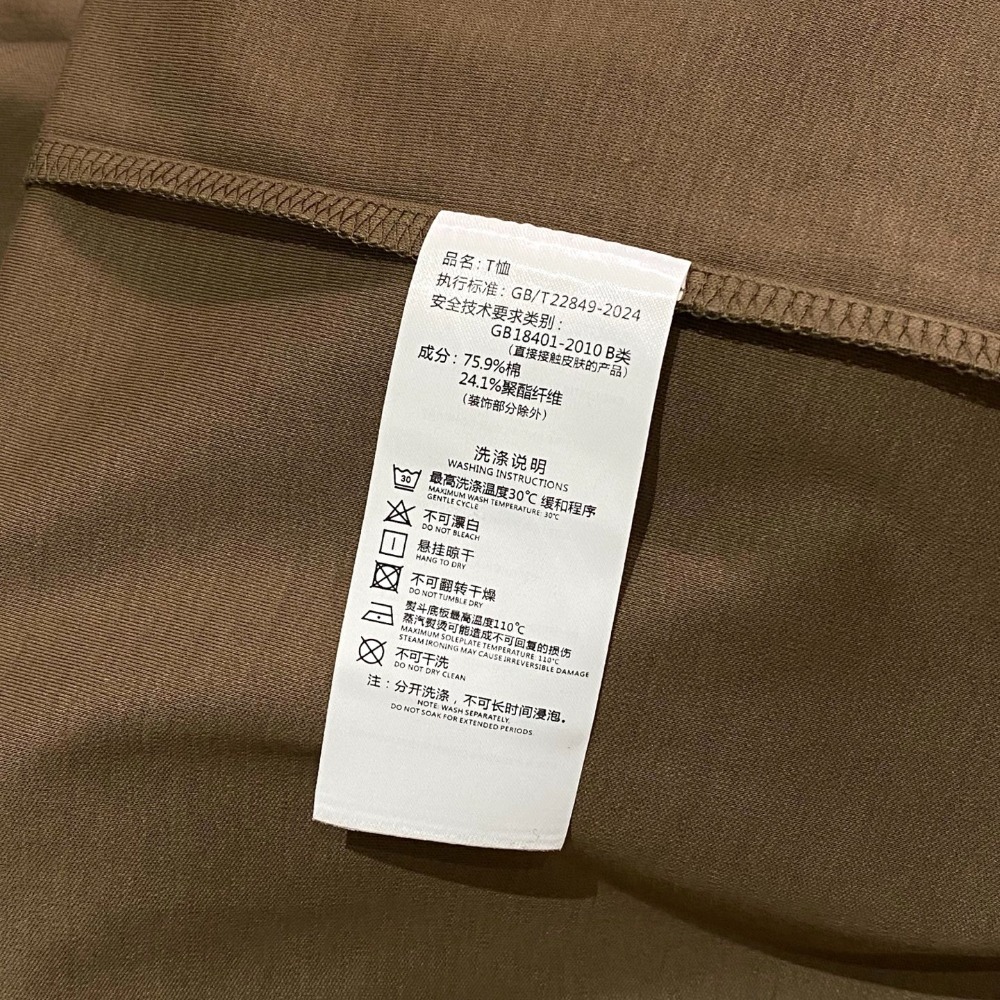 品名：T恤
执行标准：GB/T22849-2024
安全技术要求类别：
GB18401-2010 B类
（直接接触皮肤的产品）
成分：75.9%棉
24.1%聚酯纤维
（装饰部分除外）
洗涤说明
WASHING INSTRUCTIONS
30
最高洗涤温度30℃ 缓和程序
MAXIMUM WASH TEMPERATURE: 30℃
GENTLE CYCLE
不可漂白
DO NOT BLEACH
悬挂晾干
HANG TO DRY
不可翻转干燥
DO NOT TUMBLE DRY
熨斗底板最高温度110℃
蒸汽熨烫可能造成不可回复的损伤
MAXIMUM SOLEPLATE TEMPERATURE: 110℃
STEAM IRONING MAY CAUSE IRREVERSIBLE DAMAGE
不可干洗
DO NOT DRY CLEAN
注：分开洗涤，不可长时间浸泡。
NOTE: WASH SEPARATELY,
DO NOT SOAK FOR EXTENDED PERIODS